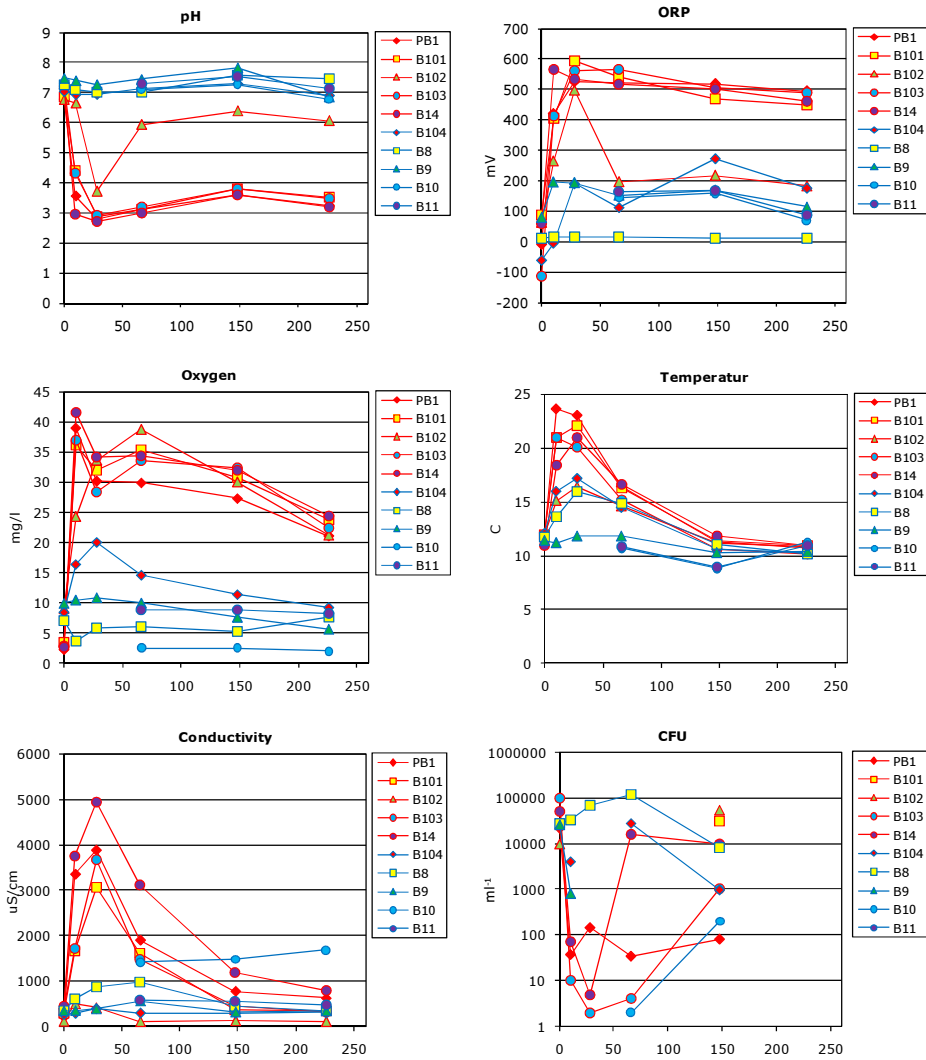 pH
9
8
7
6
5
4
3
2
1
0
0 50 100 150 200 250
PB1
B101
B102
B103
B14
B104
B8
B9
B10
B11
ORP
mV
700
600
500
400
300
200
100
0
-100
-200
0 50 100 150 200 250
PB1
B101
B102
B103
B14
B104
B8
B9
B10
B11
Oxygen
mg/l
45
40
35
30
25
20
15
10
5
0
0 50 100 150 200 250
PB1
B101
B102
B103
B14
B104
B8
B9
B10
B11
Temperatur
C
25
20
15
10
5
0
0 50 100 150 200 250
PB1
B101
B102
B103
B14
B104
B8
B9
B10
B11
Conductivity
uS/cm
6000
5000
4000
3000
2000
1000
0
0 50 100 150 200 250
PB1
B101
B102
B103
B14
B104
B8
B9
B10
B11
CFU
ml-1
1000000
100000
10000
1000
100
10
1
0 50 100 150 200 250
PB1
B101
B102
B103
B14
B104
B8
B9
B10
B11